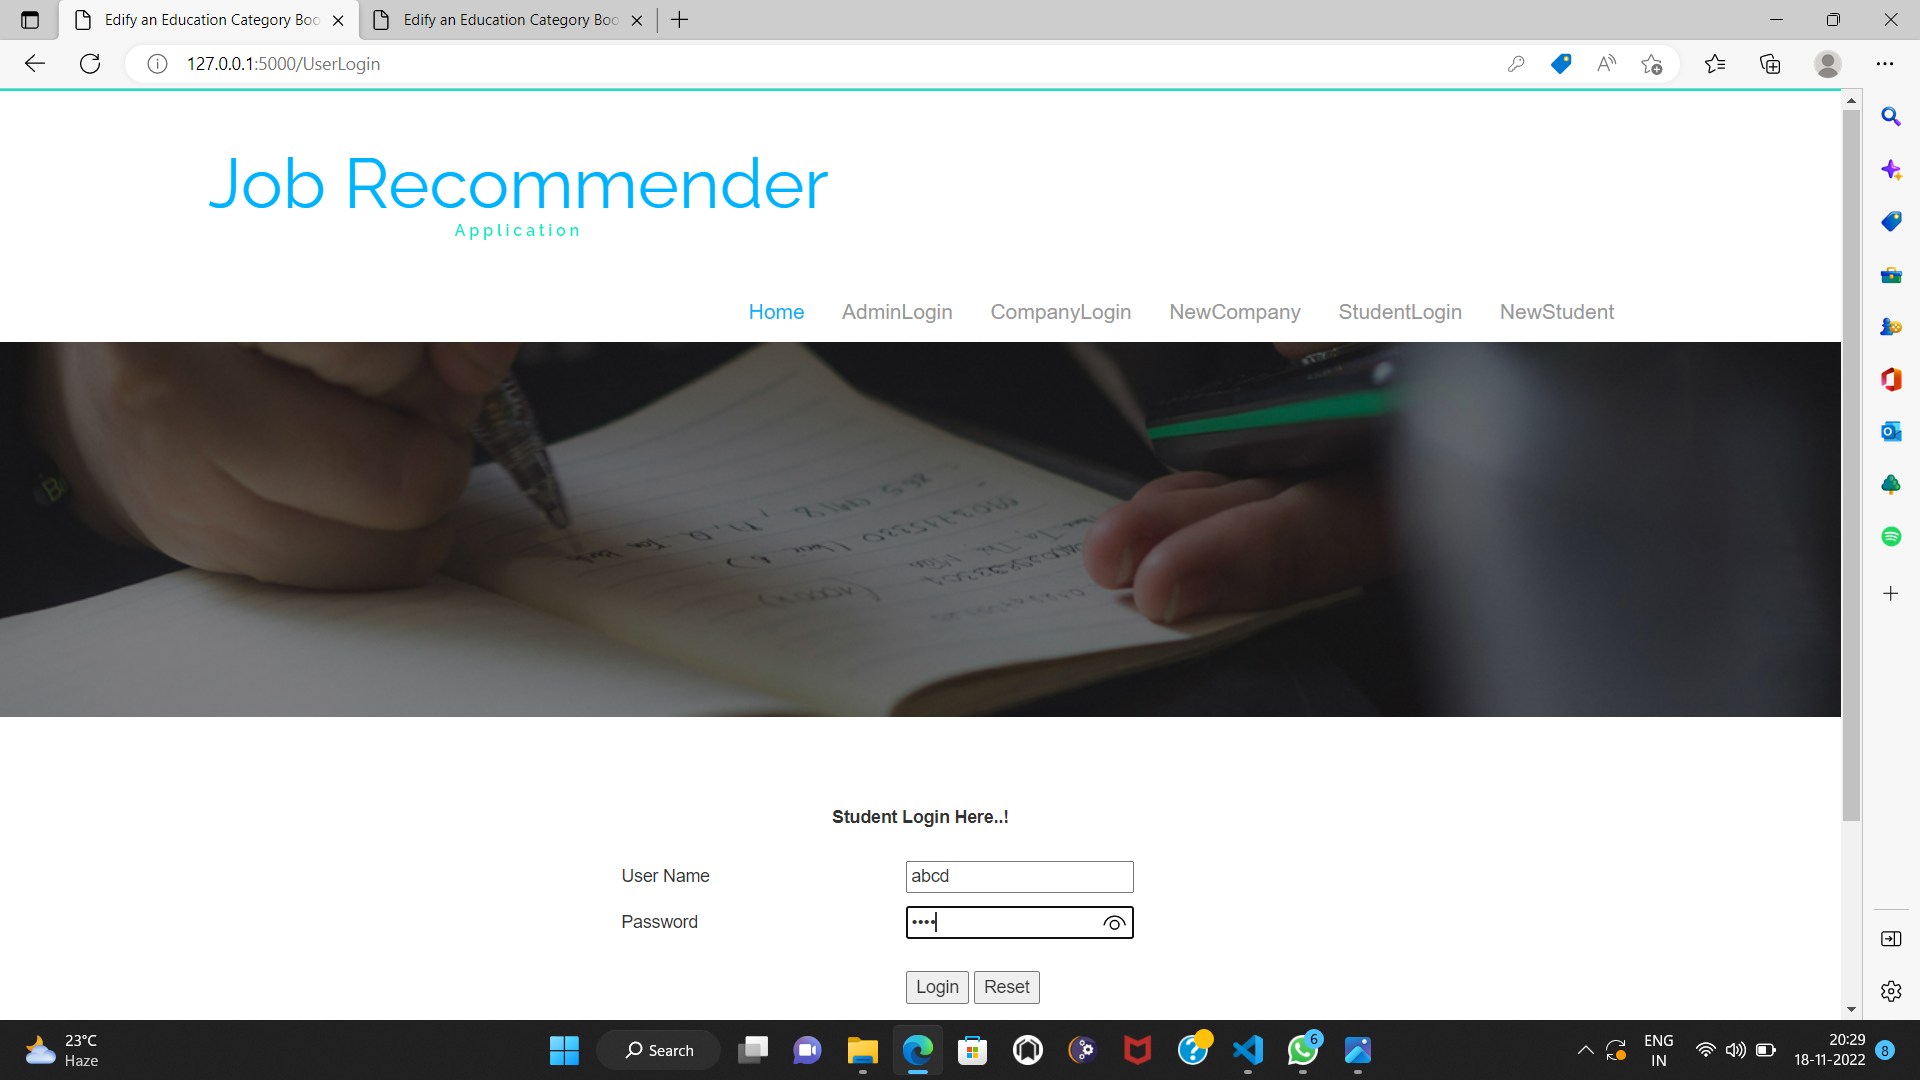 Edify an Education Category Boo
Edify an Education Category Boo
127.0.0.1:5000/UserLogin
Job Recommender
Application
Home AdminLogin CompanyLogin NewCompany StudentLogin NewStudent
Student Login Here..!
User Name abcd
Password ••••
Login Reset
23°C
Haze
Search
6
ENG
IN
20:29
18-11-2022
8